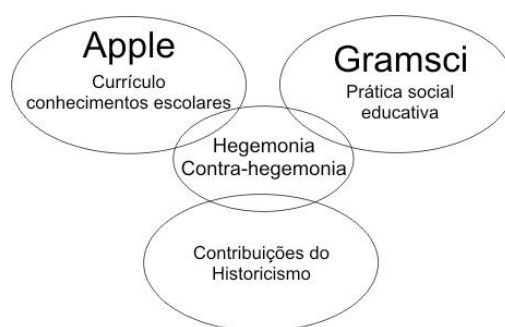 Apple
Currículo
conhecimentos escolares
Gramsci
Prática social
educativa
Hegemonia
Contra-hegemonia
Contribuições do
Historicismo